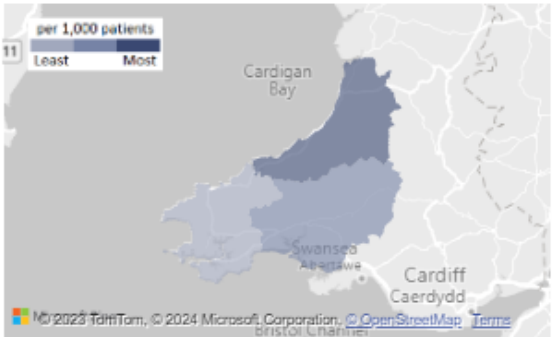 per 1,000 patients
Least Most
11
Cardigan
Bay
Swansea
Abertawe
Cardiff
Caerdydd
© 2023 TomTom, © 2024 Microsoft Corporation, © OpenStreetMap Terms
Bristol Channel